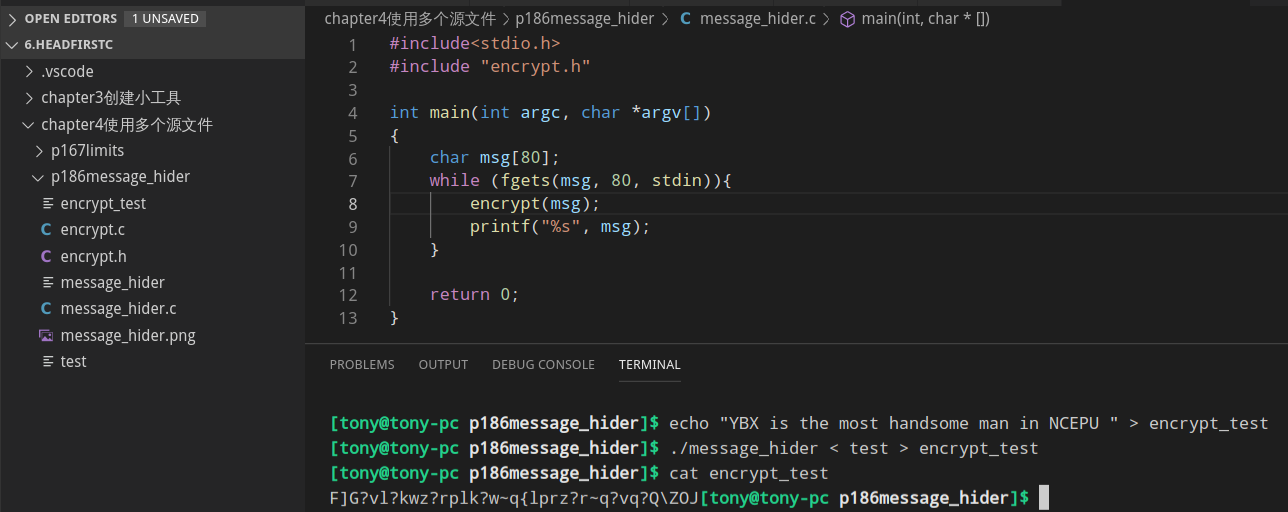 OPEN EDITORS 1 UNSAVED
6.HEADFIRSTC
.vscode
chapter3创建小工具
chapter4使用多个源文件
p167limits
p186message_hider
encrypt_test
C encrypt.c
C encrypt.h
message_hider
C message_hider.c
message_hider.png
test
chapter4使用多个源文件 > p186message_hider > C message_hider.c > main(int, char * [])
1 #include<stdio.h>
2 #include "encrypt.h"
3
4 int main(int argc, char *argv[])
5 {
6 char msg[80];
7 while (fgets(msg, 80, stdin)){
8 encrypt(msg);
9 printf("%s", msg);
10 }
11
12 return 0;
13 }
PROBLEMS OUTPUT DEBUG CONSOLE TERMINAL
[tony@tony-pc p186message_hider]$ echo "YBX is the most handsome man in NCEPU " > encrypt_test
[tony@tony-pc p186message_hider]$ ./message_hider < test > encrypt_test
[tony@tony-pc p186message_hider]$ cat encrypt_test
F]G?vl?kwz?rplk?w~q{lprz?r~q?vq?Q\ZOJ[tony@tony-pc p186message_hider]$